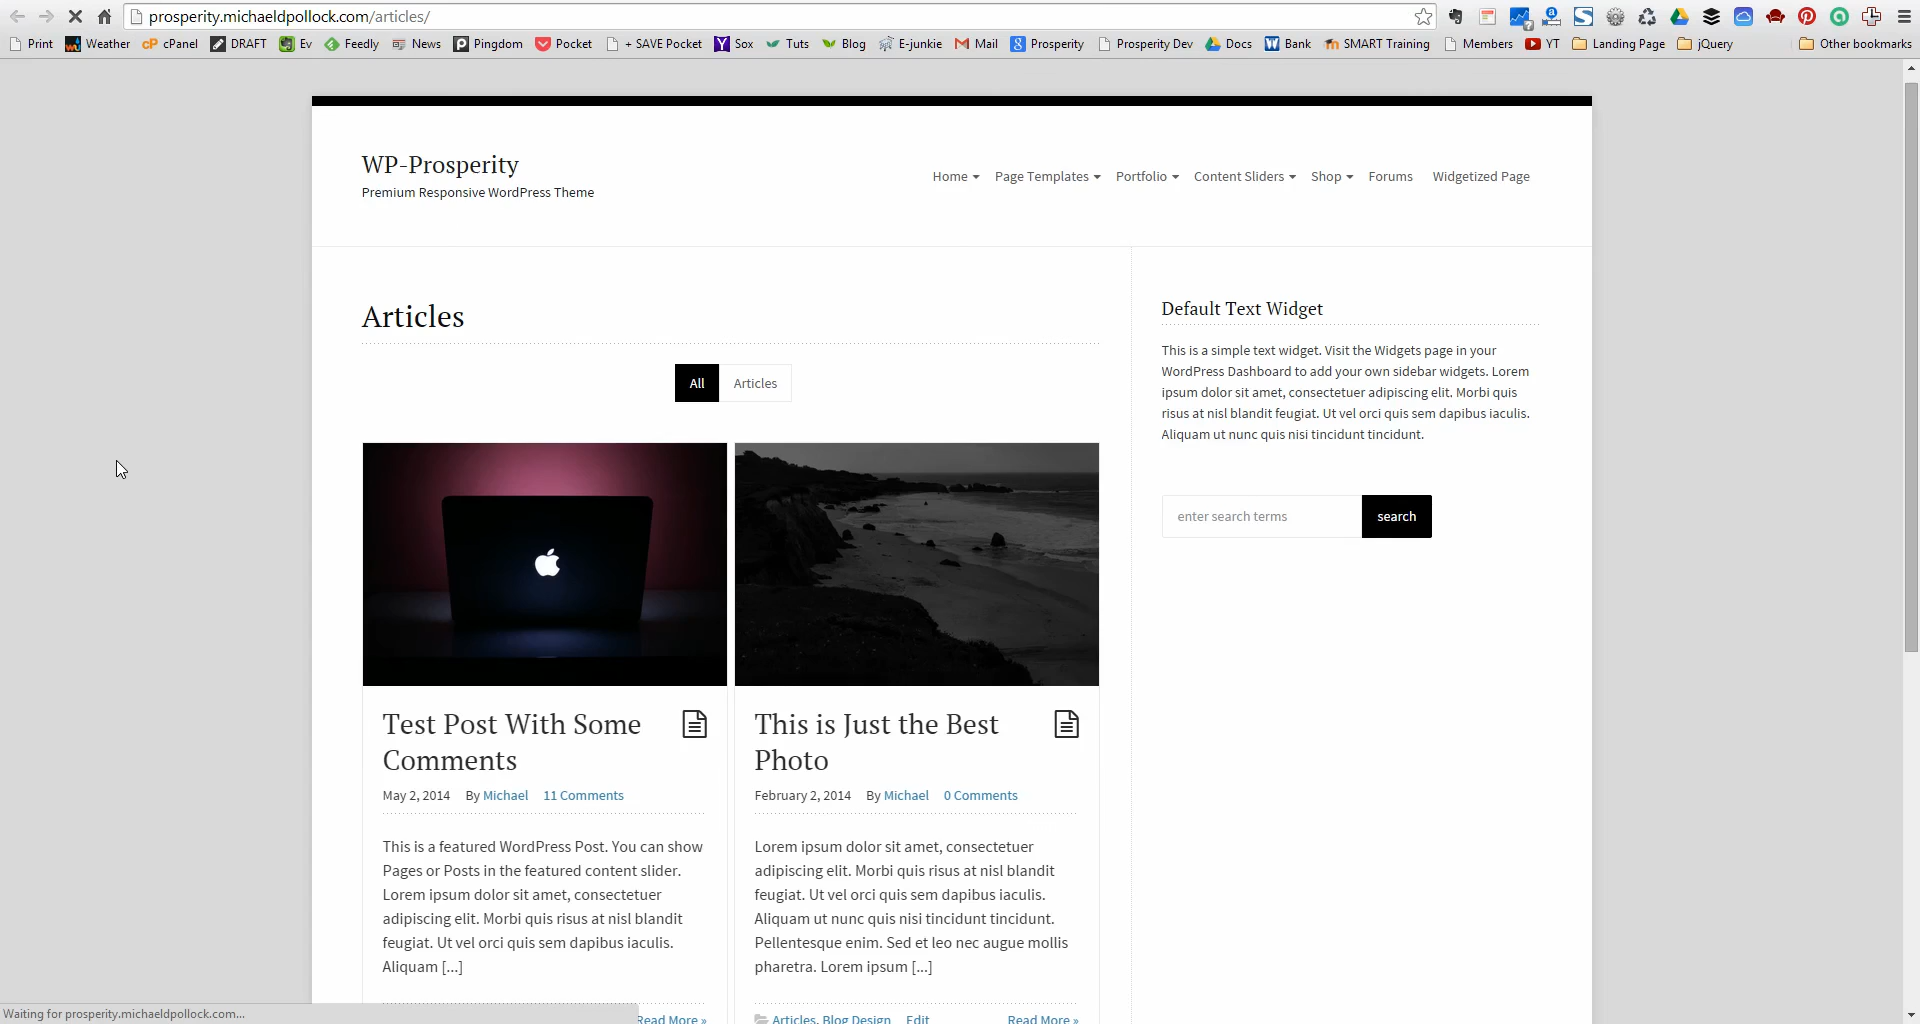 prosperity.michaeldpollock.com/articles/
Print Weather cPanel DRAFT Ev Feedly News Pingdom Pocket + SAVE Pocket Sox Tuts Blog E-junkie Mail Prosperity Prosperity Dev Docs Bank SMART Training Members YT Landing Page jQuery Other bookmarks
WP-Prosperity
Premium Responsive WordPress Theme
Home Page Templates Portfolio Content Sliders Shop Forums Widgetized Page
Articles
All Articles
Test Post With Some
Comments
May 2, 2014 By Michael 11 Comments
This is a featured WordPress Post. You can show
Pages or Posts in the featured content slider.
Lorem ipsum dolor sit amet, consectetuer
adipiscing elit. Morbi quis risus at nisl blandit
feugiat. Ut vel orci quis sem dapibus iaculis.
Aliquam [...]
Read More »
This is Just the Best
Photo
February 2, 2014 By Michael 0 Comments
Lorem ipsum dolor sit amet, consectetuer
adipiscing elit. Morbi quis risus at nisl blandit
feugiat. Ut vel orci quis sem dapibus iaculis.
Aliquam ut nunc quis nisi tincidunt tincidunt.
Pellentesque enim. Sed et leo nec augue mollis
pharetra. Lorem ipsum [...]
Articles, Blog Design Edit Read More »
Default Text Widget
This is a simple text widget. Visit the Widgets page in your
WordPress Dashboard to add your own sidebar widgets. Lorem
ipsum dolor sit amet, consectetuer adipiscing elit. Morbi quis
risus at nisl blandit feugiat. Ut vel orci quis sem dapibus iaculis.
Aliquam ut nunc quis nisi tincidunt tincidunt.
enter search terms search
Waiting for prosperity.michaeldpollock.com...